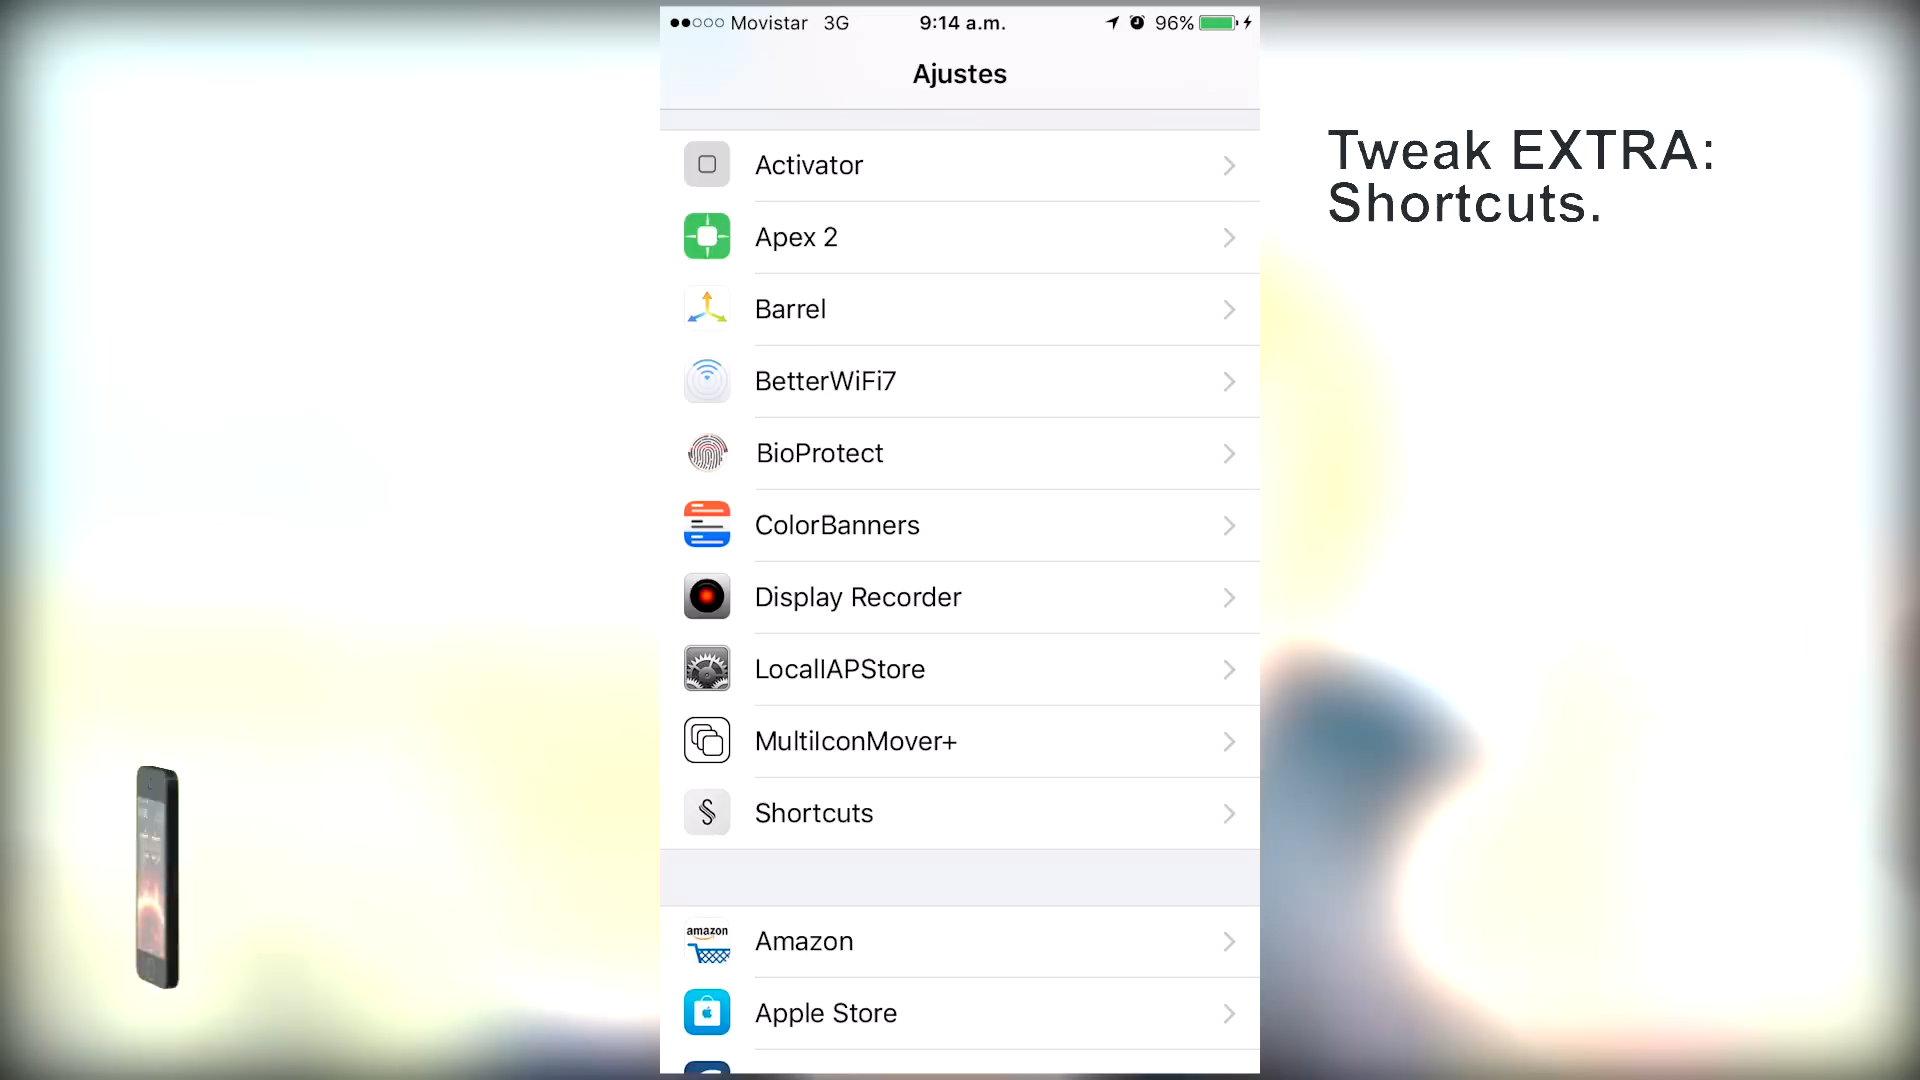 Movistar 3G 9:14 a.m. 96%
Ajustes
Activator
Apex 2
Barrel
BetterWiFi7
BioProtect
ColorBanners
Display Recorder
LocalIAPStore
MultiIconMover+
Shortcuts
amazon
Amazon
Apple Store
Tweak EXTRA:
Shortcuts.